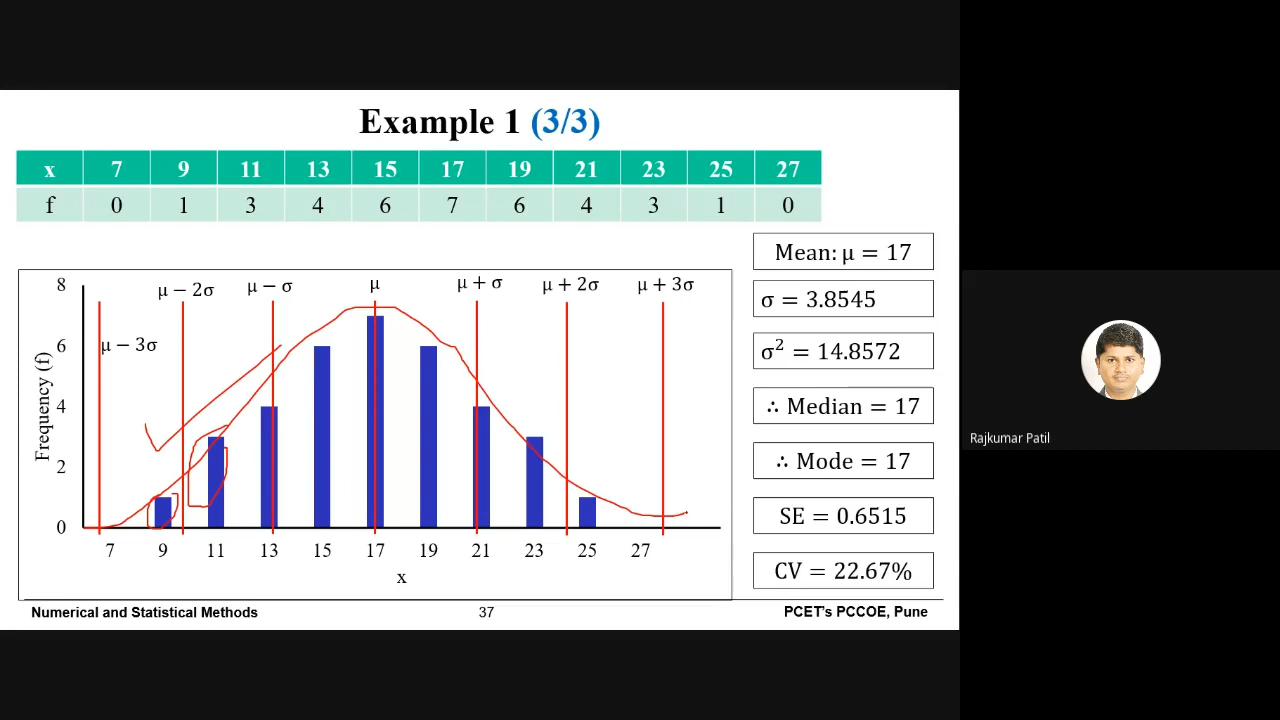 Example 1 (3/3)
x 7 9 11 13 15 17 19 21 23 25 27
f 0 1 3 4 6 7 6 4 3 1 0
Mean: μ = 17
σ = 3.8545
σ² = 14.8572
∴ Median = 17
∴ Mode = 17
SE = 0.6515
CV = 22.67%
μ − 3σ
μ − 2σ
μ − σ
μ
μ + σ
μ + 2σ
μ + 3σ
Frequency (f)
8
6
4
2
0
7 9 11 13 15 17 19 21 23 25 27
x
Numerical and Statistical Methods
37
PCET's PCCOE, Pune
Rajkumar Patil